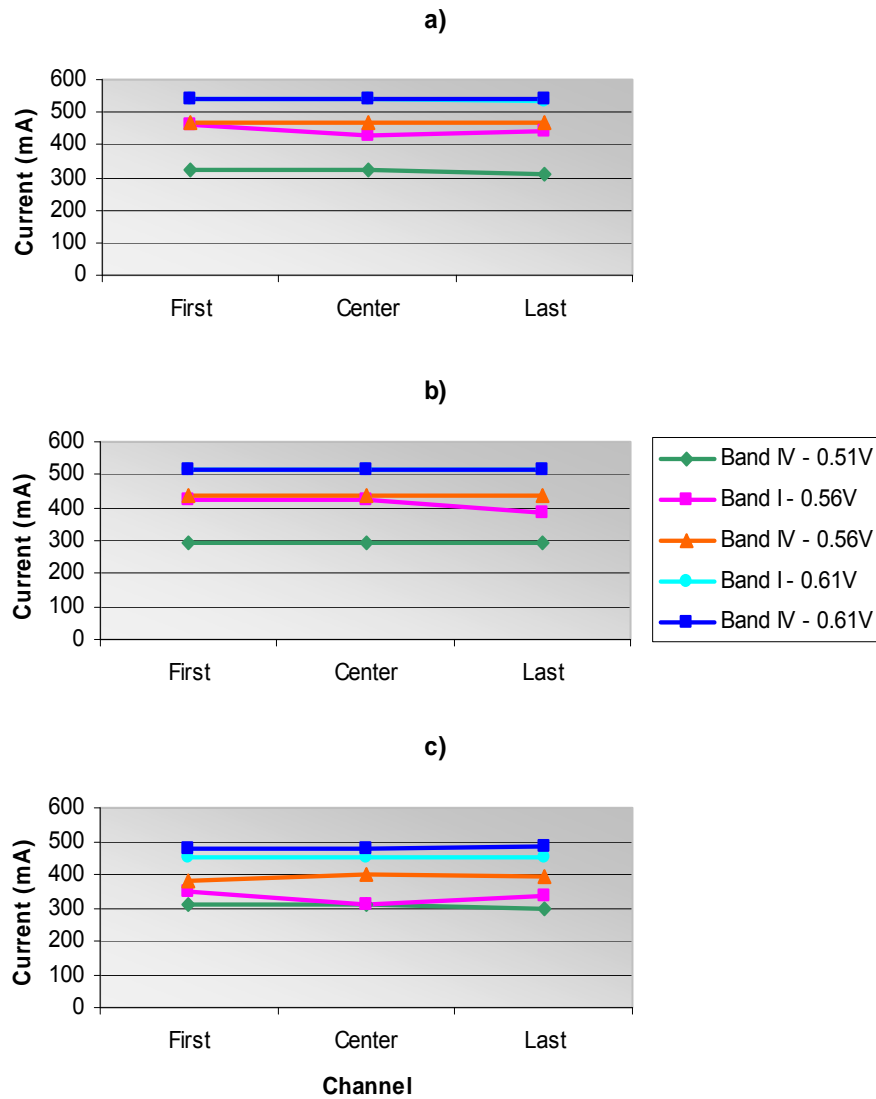 a)
Current (mA)
600
500
400
300
200
100
0
First Center Last
b)
Current (mA)
600
500
400
300
200
100
0
First Center Last
Band IV - 0.51V
Band I - 0.56V
Band IV - 0.56V
Band I - 0.61V
Band IV - 0.61V
c)
Current (mA)
600
500
400
300
200
100
0
First Center Last
Channel